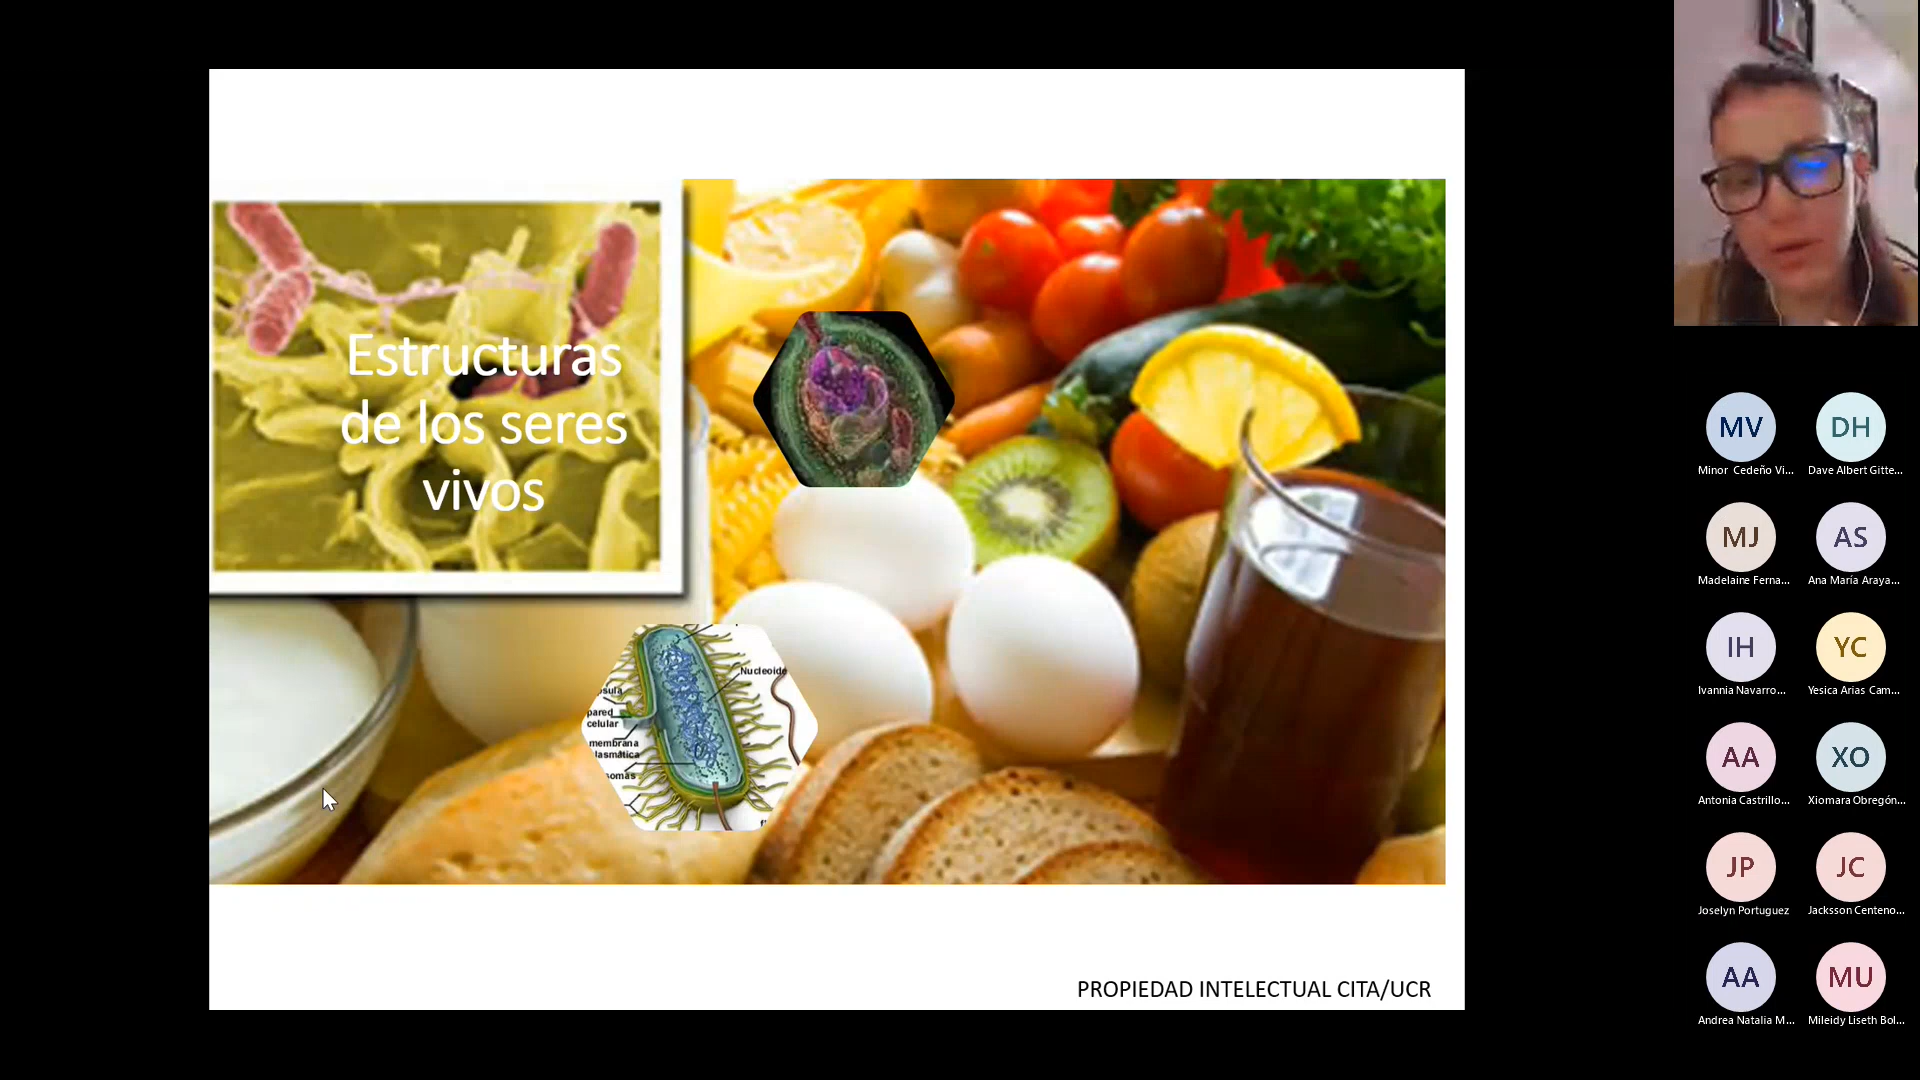 Estructuras
de los seres
vivos
Nucleoide
pared
celular
membrana
PROPIEDAD INTELECTUAL CITA/UCR
MV
DH
Minor Cedeño Vi...
Dave Albert Gitte...
MJ
AS
Madelaine Ferna...
Ana María Araya...
IH
YC
Ivannia Navarro...
Yesica Arias Cam...
AA
XO
Antonia Castrillo...
Xiomara Obregón...
JP
JC
Joselyn Portuguez
Jacksson Centeno...
AA
MU
Andrea Natalia M...
Mileidy Liseth Bol...